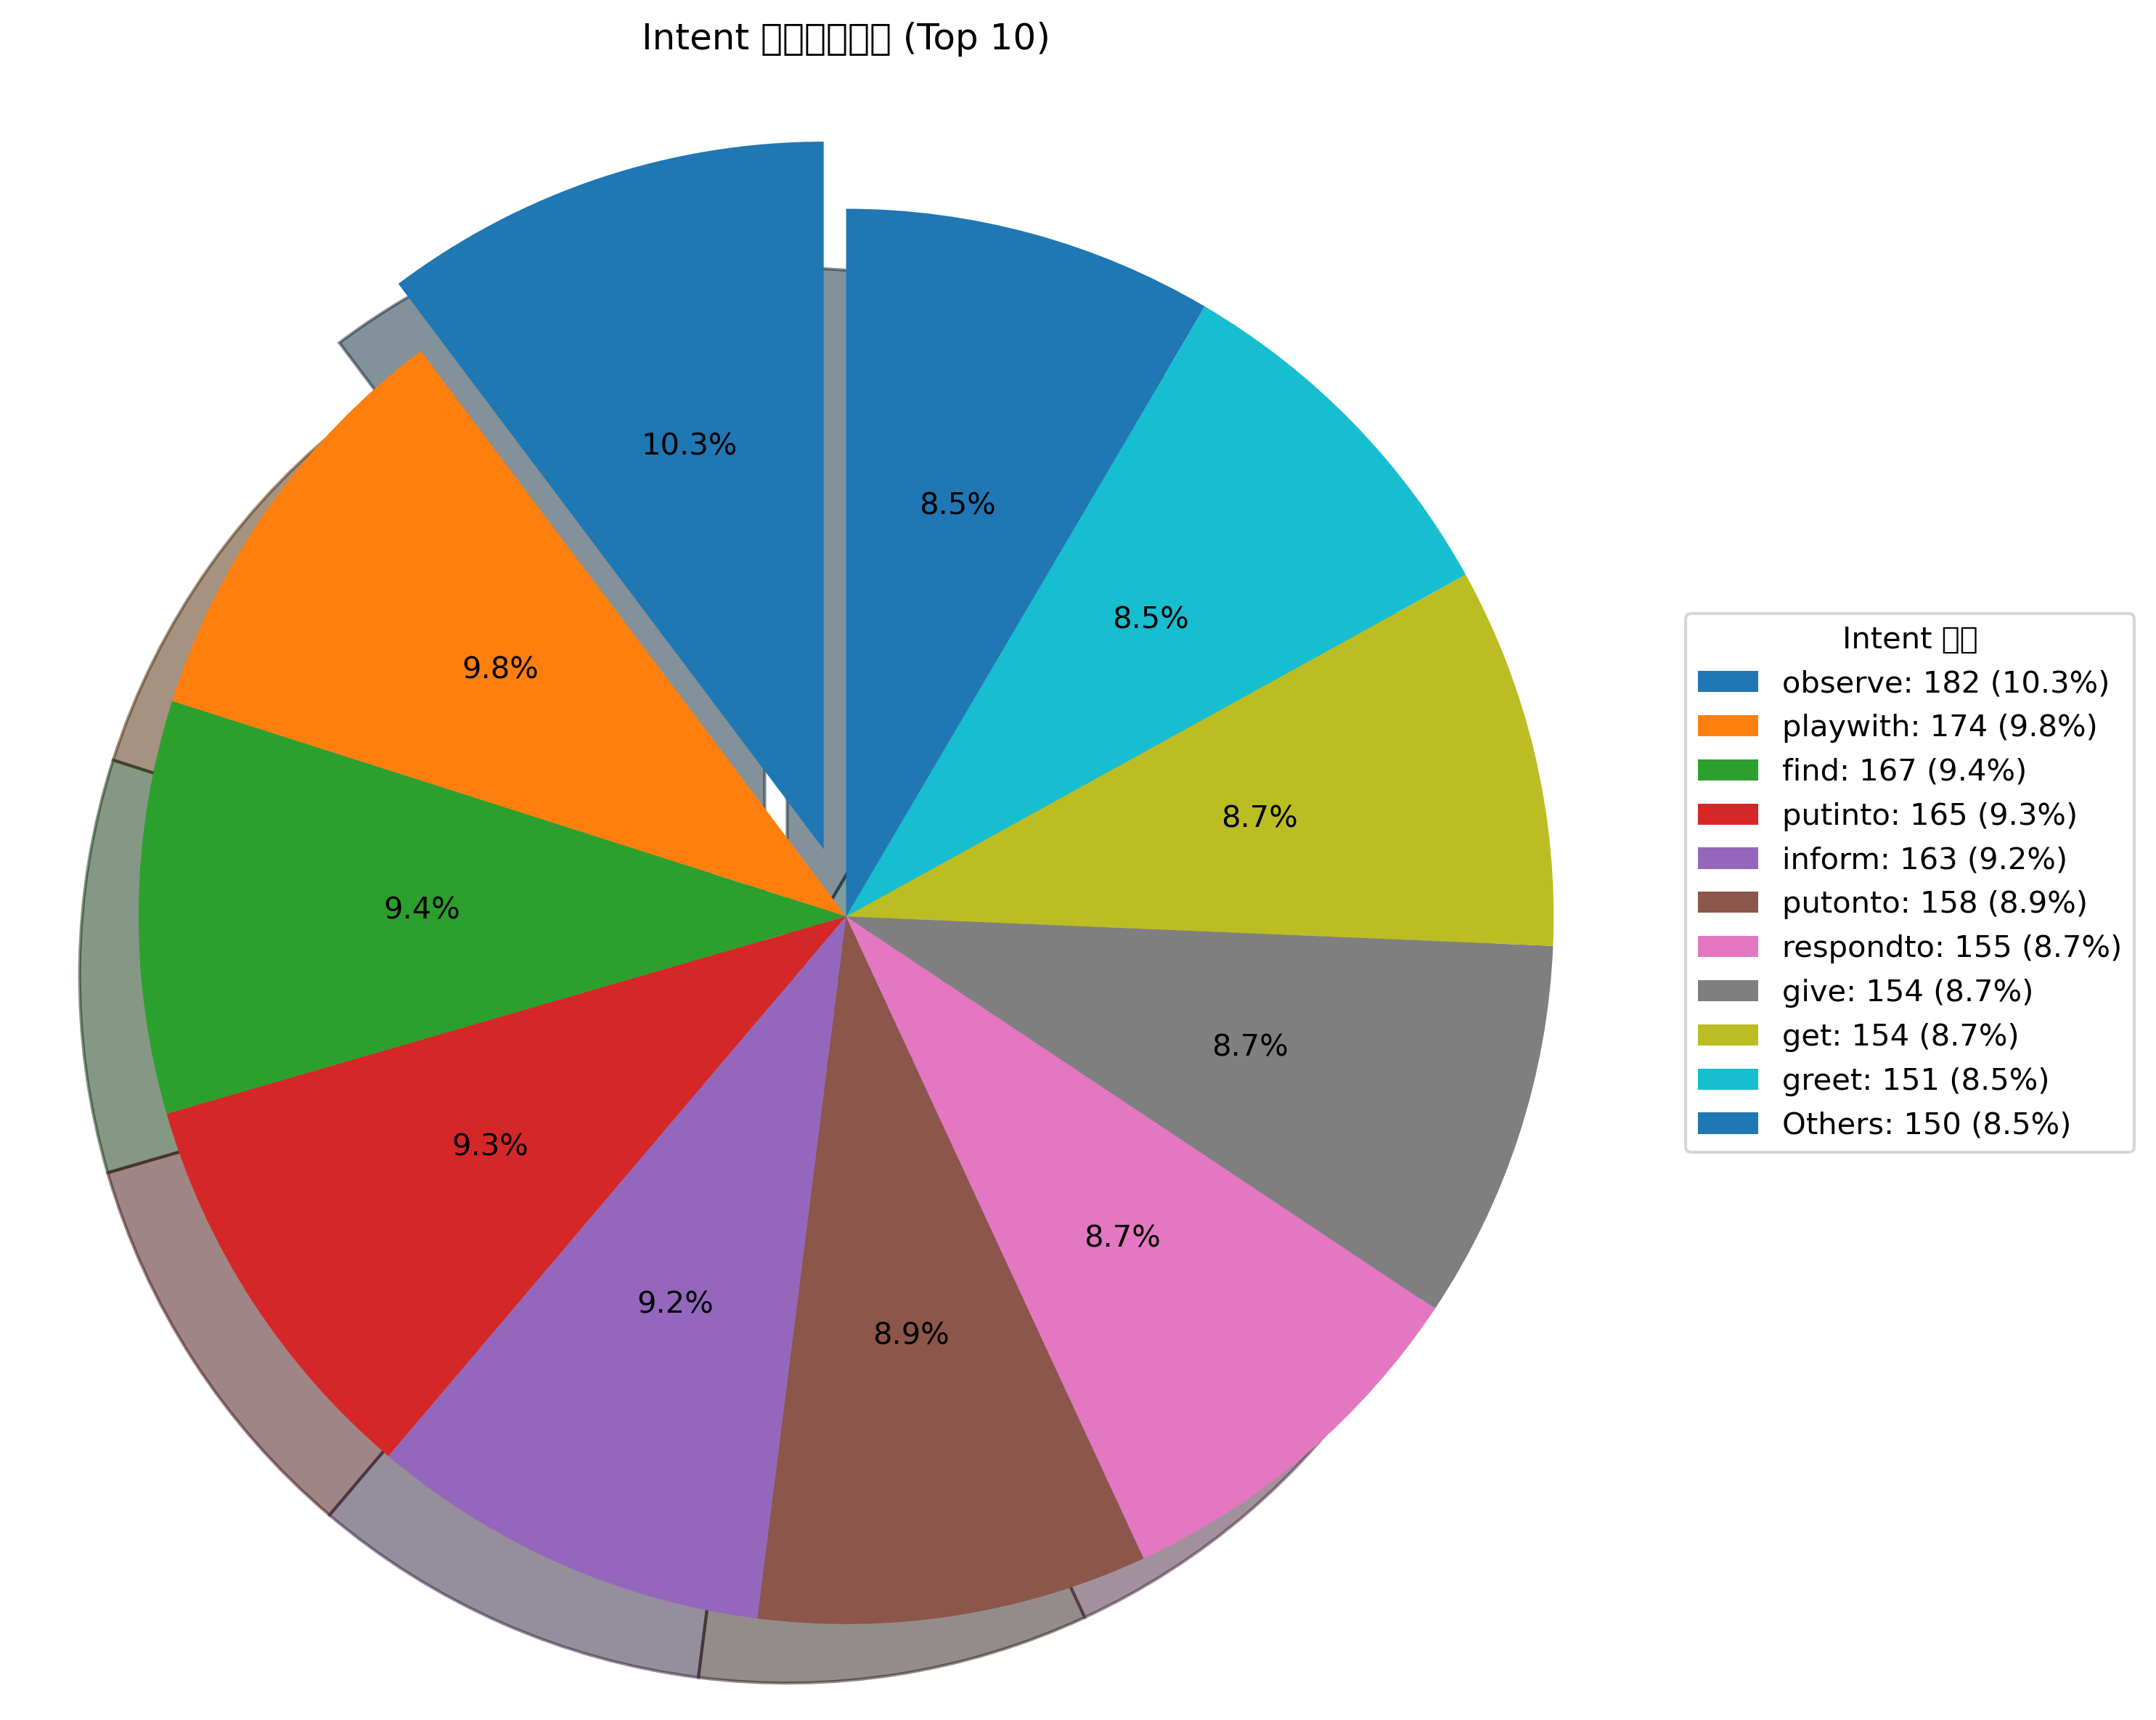 Intent (Top 10)
10.3%
8.5%
8.5%
9.8%
8.7%
9.4%
8.7%
9.3%
8.7%
9.2%
8.9%
Intent
observe: 182 (10.3%)
playwith: 174 (9.8%)
find: 167 (9.4%)
putinto: 165 (9.3%)
inform: 163 (9.2%)
putonto: 158 (8.9%)
respondto: 155 (8.7%)
give: 154 (8.7%)
get: 154 (8.7%)
greet: 151 (8.5%)
Others: 150 (8.5%)